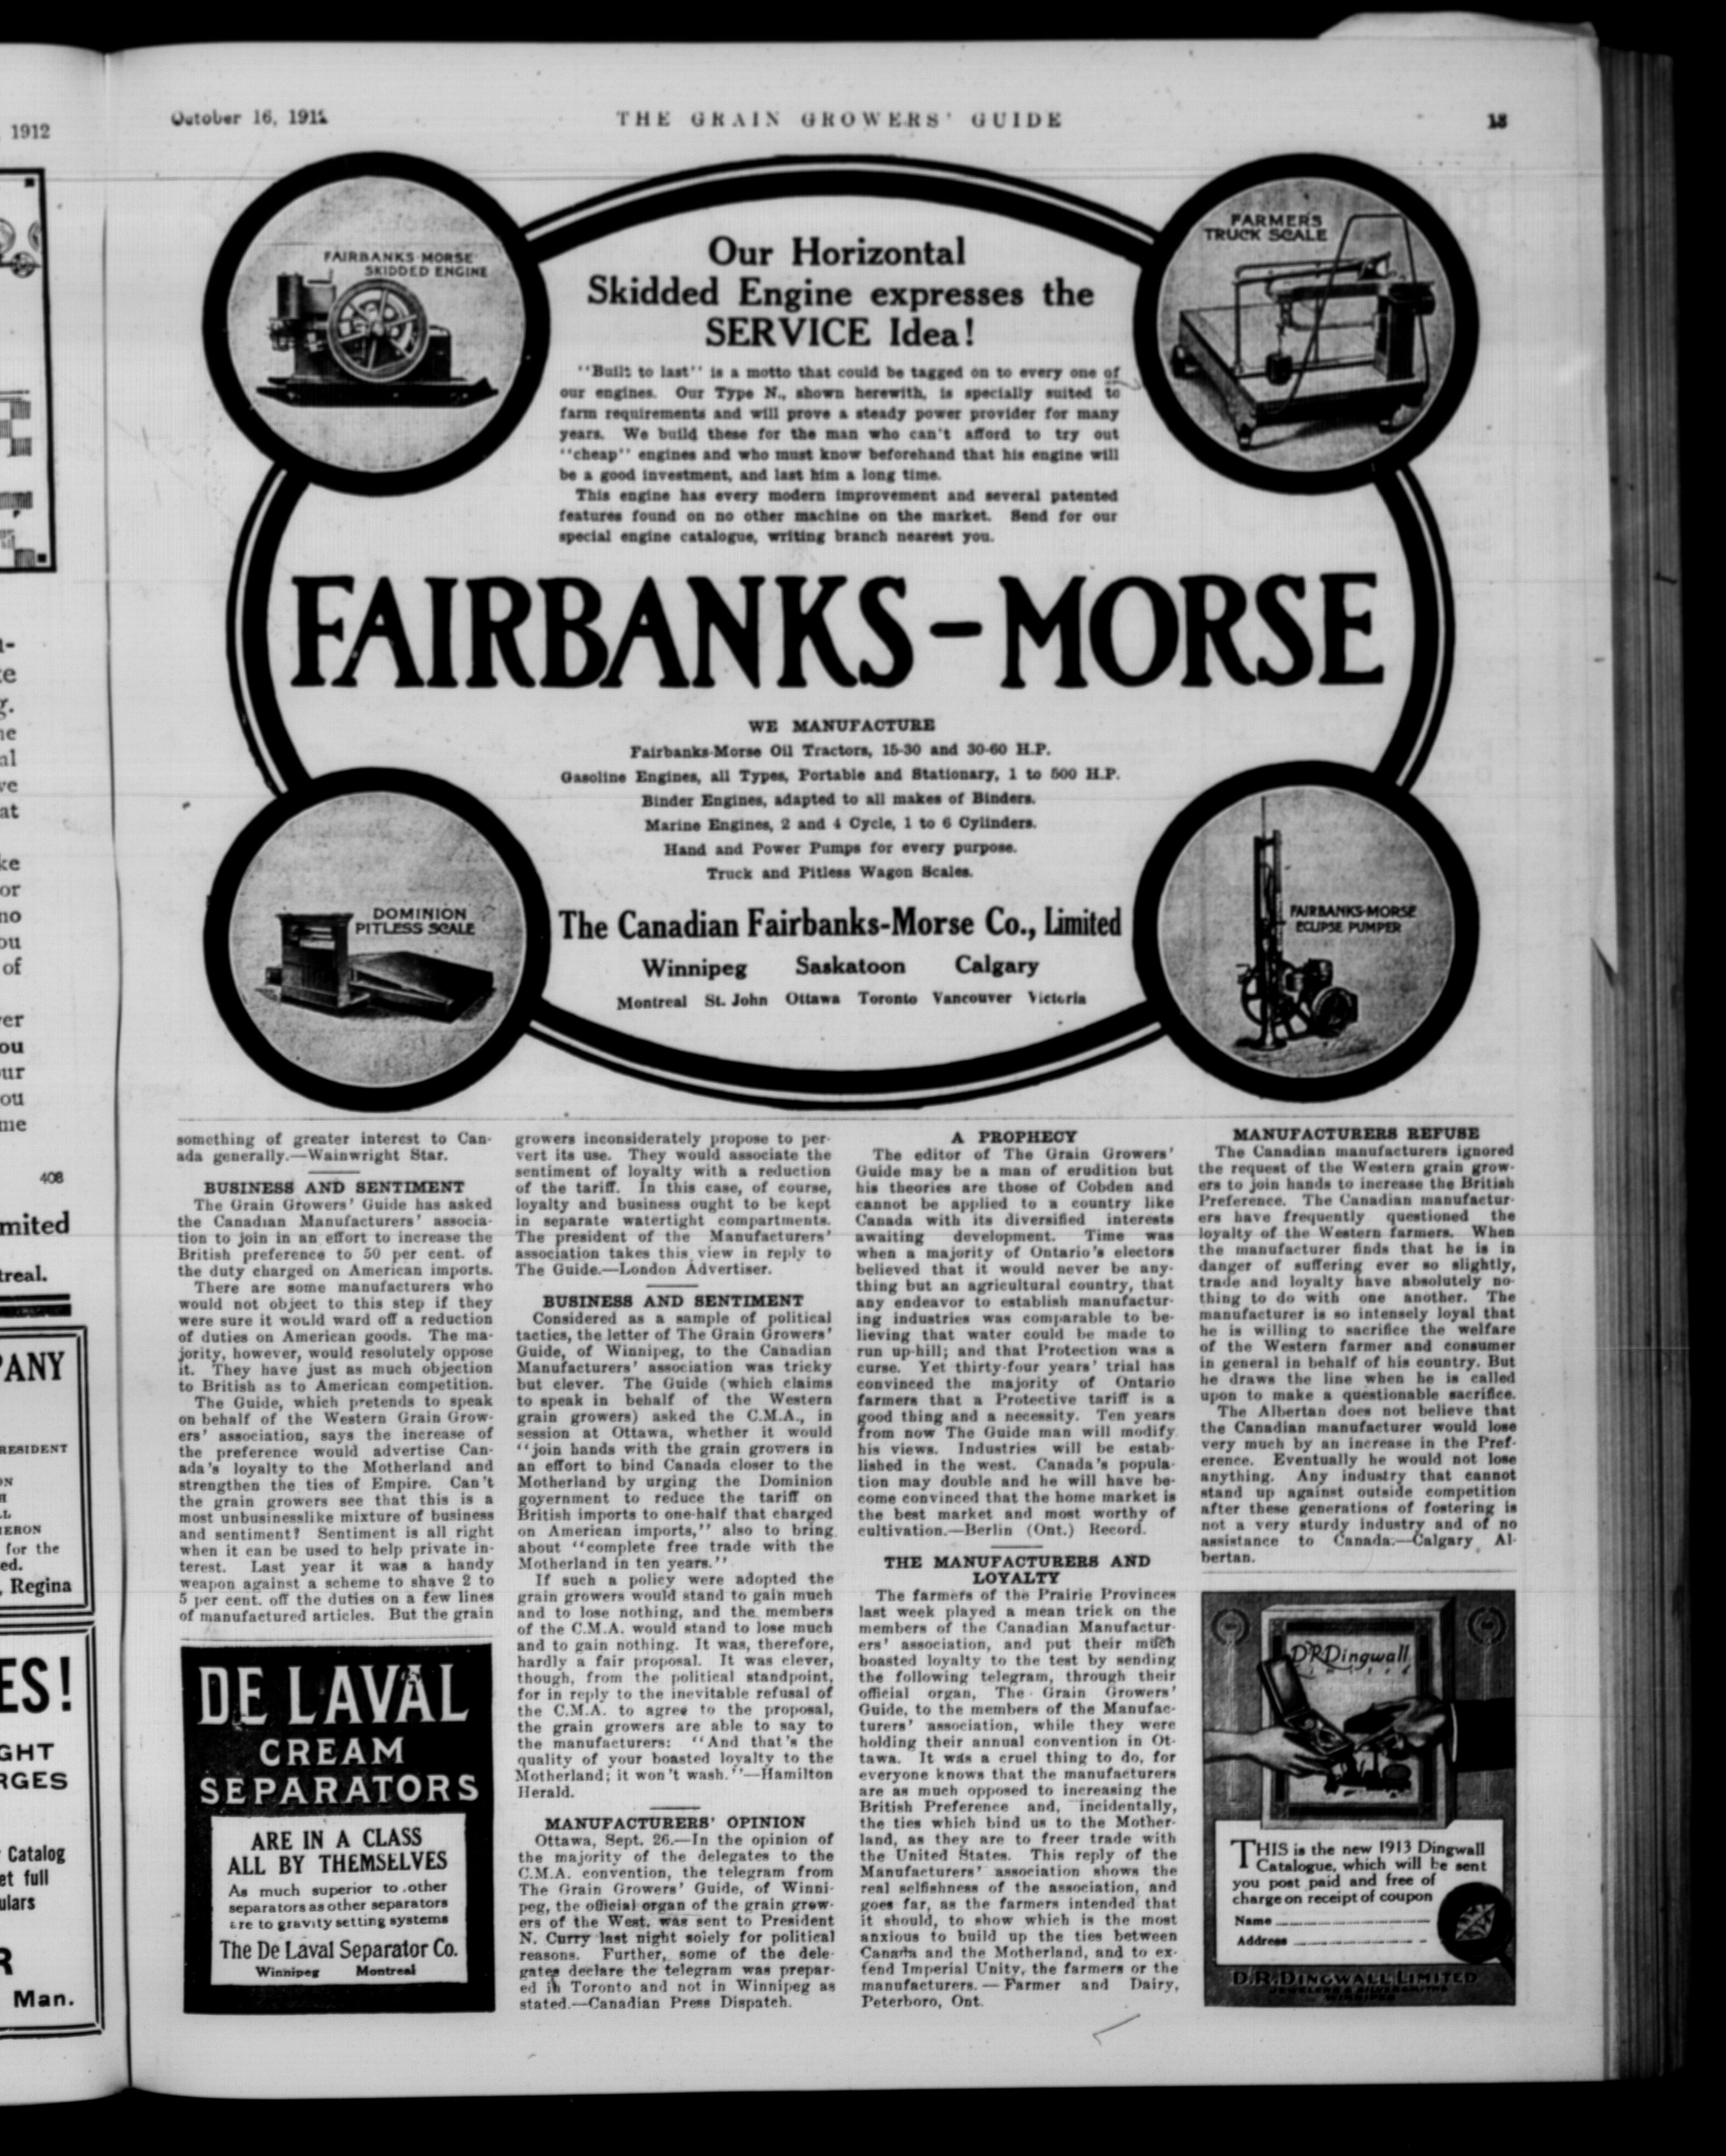 October 16, 1912
THE GRAIN GROWERS' GUIDE
1912
FAIRBANKS-MORSE
SKIDDED ENGINE
FARMERS
TRUCK SCALE
Our Horizontal
Skidded Engine expresses the
SERVICE Idea!
"Built to last" is a motto that could be tagged on to every one of
our engines. Our Type N., shown herewith, is specially suited to
farm requirements and will prove a steady power provider for many
years. We build these for the man who can't afford to try out
"cheap" engines and who must know beforehand that his engine will
be a good investment, and last him a long time.
This engine has every modern improvement and several patented
features found on no other machine on the market. Send for our
special engine catalogue, writing branch nearest you.
FAIRBANKS-MORSE
WE MANUFACTURE
Fairbanks-Morse Oil Tractors, 15-30 and 30-60 H.P.
Gasoline Engines, all Types, Portable and Stationary, 1 to 500 H.P.
Binder Engines, adapted to all makes of Binders.
Marine Engines, 2 and 4 Cycle, 1 to 6 Cylinders.
Hand and Power Pumps for every purpose.
Truck and Pitless Wagon Scales.
DOMINION
PITLESS SCALE
FAIRBANKS-MORSE
ECLIPSE PUMPER
The Canadian Fairbanks-Morse Co., Limited
Winnipeg Saskatoon Calgary
Montreal St. John Ottawa Toronto Vancouver Victoria
something of greater interest to Can-
ada generally.—Wainwright Star.
BUSINESS AND SENTIMENT
The Grain Growers' Guide has asked
the Canadian Manufacturers' associa-
tion to join in an effort to increase the
British preference to 50 per cent. of
the duty charged on American imports.
There are some manufacturers who
would not object to this step if they
were sure it would ward off a reduction
of duties on American goods. The ma-
jority, however, would resolutely oppose
it. They have just as much objection
to British as to American competition.
The Guide, which pretends to speak
on behalf of the Western Grain Grow-
ers' association, says the increase of
the preference would advertise Can-
ada's loyalty to the Motherland and
strengthen the ties of Empire. Can't
the grain growers see that this is a
most unbusinesslike mixture of business
and sentiment? Sentiment is all right
when it can be used to help private in-
terest. Last year it was a handy
weapon against a scheme to shave 2 to
5 per cent. off the duties on a few lines
of manufactured articles. But the grain
DE LAVAL
CREAM
SEPARATORS
ARE IN A CLASS
ALL BY THEMSELVES
As much superior to other
separators as other separators
are to gravity setting systems
The De Laval Separator Co.
Winnipeg Montreal
growers inconsiderately propose to per-
vert its use. They would associate the
sentiment of loyalty with a reduction
of the tariff. In this case, of course,
loyalty and business ought to be kept
in separate watertight compartments.
The president of the Manufacturers'
association takes this view in reply to
The Guide.—London Advertiser.
BUSINESS AND SENTIMENT
Considered as a sample of political
tactics, the letter of The Grain Growers'
Guide, of Winnipeg, to the Canadian
Manufacturers' association was tricky
but clever. The Guide (which claims
to speak in behalf of the Western
grain growers) asked the C.M.A., in
session at Ottawa, whether it would
"join hands with the grain growers in
an effort to bind Canada closer to the
Motherland by urging the Dominion
government to reduce the tariff on
British imports to one-half that charged
on American imports," also to bring
about "complete free trade with the
Motherland in ten years."
If such a policy were adopted the
grain growers would stand to gain much
and to lose nothing, and the members
of the C.M.A. would stand to lose much
and to gain nothing. It was, therefore,
hardly a fair proposal. It was clever,
though, from the political standpoint,
for in reply to the inevitable refusal of
the C.M.A. to agree to the proposal,
the grain growers are able to say to
the manufacturers: "And that's the
quality of your boasted loyalty to the
Motherland; it won't wash."—Hamilton
Herald.
MANUFACTURERS' OPINION
Ottawa, Sept. 26.—In the opinion of
the majority of the delegates to the
C.M.A. convention, the telegram from
The Grain Growers' Guide, of Winni-
peg, the official organ of the grain grow-
ers of the West, was sent to President
N. Curry last night solely for political
reasons. Further, some of the dele-
gates declare the telegram was prepar-
ed in Toronto and not in Winnipeg as
stated.—Canadian Press Dispatch.
A PROPHECY
The editor of The Grain Growers'
Guide may be a man of erudition but
his theories are those of Cobden and
cannot be applied to a country like
Canada with its diversified interests
awaiting development. Time was
when a majority of Ontario's electors
believed that it would never be any-
thing but an agricultural country, that
any endeavor to establish manufactur-
ing industries was comparable to be-
lieving that water could be made to
run up-hill; and that Protection was a
curse. Yet thirty-four years' trial has
convinced the majority of Ontario
farmers that a Protective tariff is a
good thing and a necessity. Ten years
from now The Guide man will modify
his views. Industries will be estab-
lished in the west. Canada's popula-
tion may double and he will have be-
come convinced that the home market is
the best market and most worthy of
cultivation.—Berlin (Ont.) Record.
THE MANUFACTURERS AND
LOYALTY
The farmers of the Prairie Provinces
last week played a mean trick on the
members of the Canadian Manufactur-
ers' association, and put their much
boasted loyalty to the test by sending
the following telegram, through their
official organ, The Grain Growers'
Guide, to the members of the Manufac-
turers' association, while they were
holding their annual convention in Ot-
tawa. It was a cruel thing to do, for
everyone knows that the manufacturers
are as much opposed to increasing the
British Preference and, incidentally,
the ties which bind us to the Mother-
land, as they are to freer trade with
the United States. This reply of the
Manufacturers' association shows the
real selfishness of the association, and
goes far, as the farmers intended that
it should, to show which is the most
anxious to build up the ties between
Canada and the Motherland, and to ex-
tend Imperial Unity, the farmers or the
manufacturers. — Farmer and Dairy,
Peterboro, Ont.
MANUFACTURERS REFUSE
The Canadian manufacturers ignored
the request of the Western grain grow-
ers to join hands to increase the British
Preference. The Canadian manufactur-
ers have frequently questioned the
loyalty of the Western farmers. When
the manufacturer finds that he is in
danger of suffering ever so slightly,
trade and loyalty have absolutely no-
thing to do with one another. The
manufacturer is so intensely loyal that
he is willing to sacrifice the welfare
of the Western farmer and consumer
in general in behalf of his country. But
he draws the line when he is called
upon to make a questionable sacrifice.
The Albertan does not believe that
the Canadian manufacturer would lose
very much by an increase in the Pref-
erence. Eventually he would not lose
anything. Any industry that cannot
stand up against outside competition
after these generations of fostering is
not a very sturdy industry and of no
assistance to Canada.—Calgary Al-
bertan.
DRDingwall
Limited
THIS is the new 1913 Dingwall
Catalogue, which will be sent
you post paid and free of
charge on receipt of coupon
Name
Address
D.R. DINGWALL LIMITED
JEWELERS & SILVERSMITHS
WINNIPEG
408
mited
treal.
PANY
RESIDENT
for the
Regina
ES!
GHT
RGES
Catalog
et full
ulars
Man.